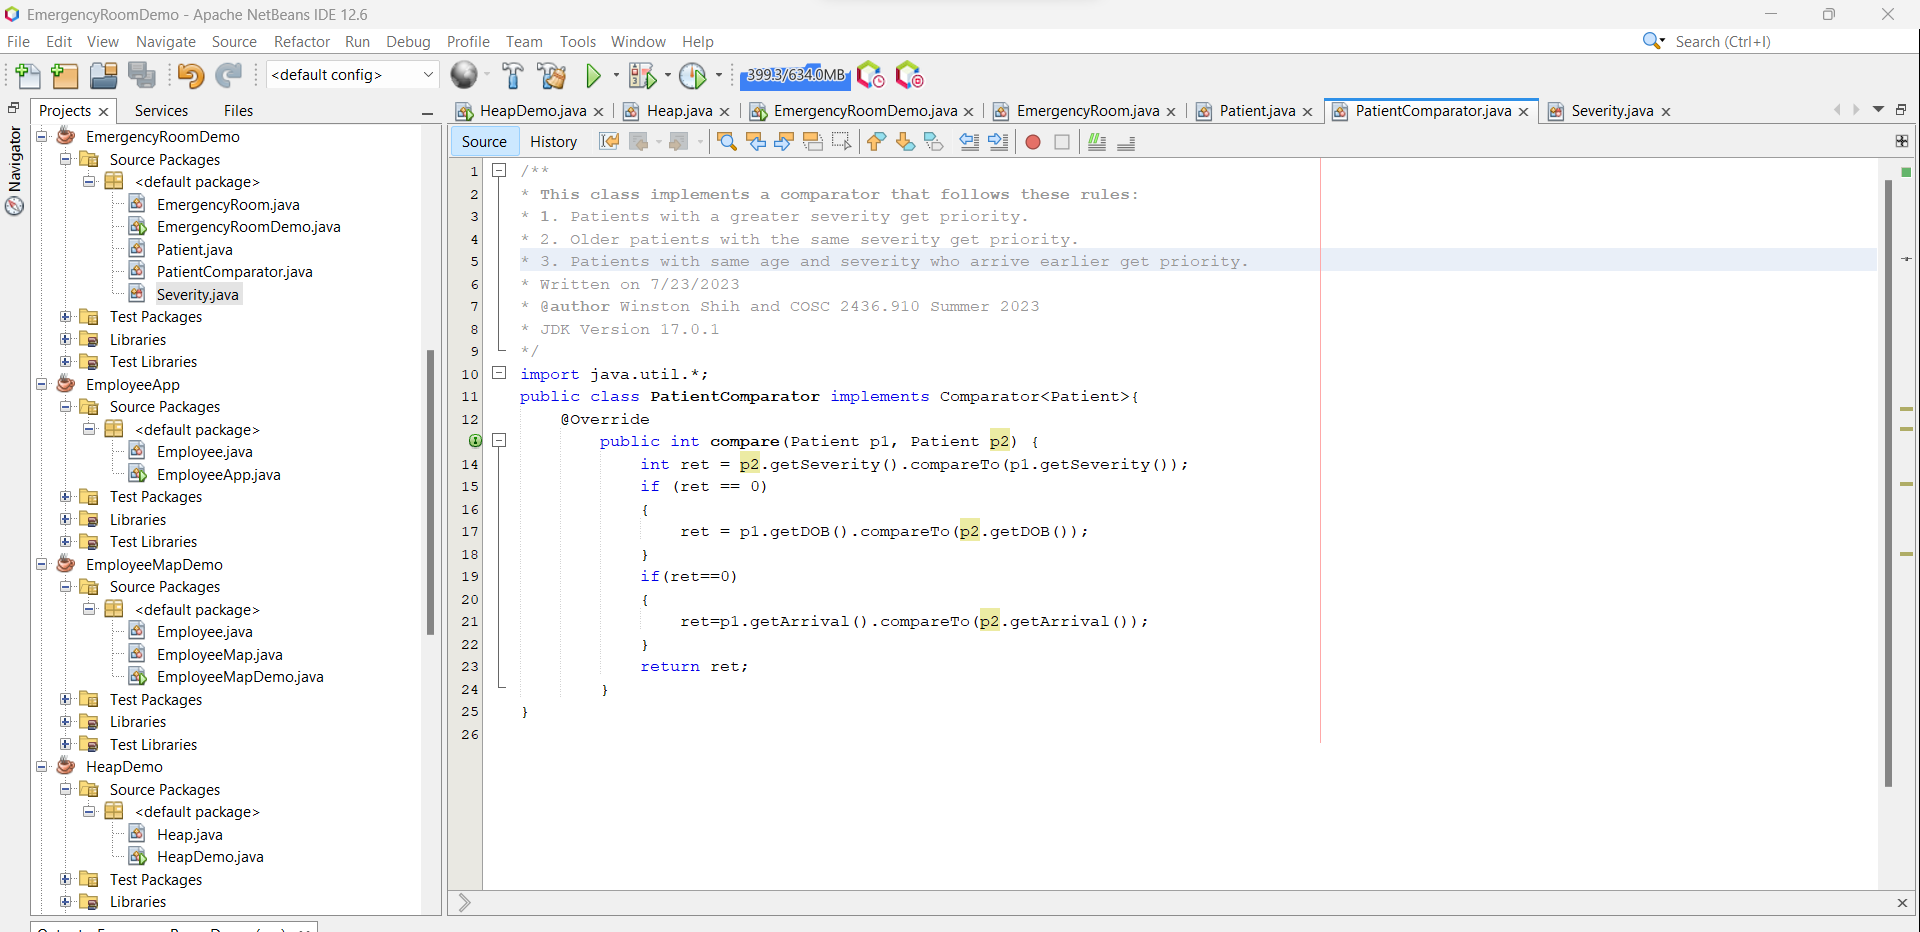 EmergencyRoomDemo - Apache NetBeans IDE 12.6
File Edit View Navigate Source Refactor Run Debug Profile Team Tools Window Help
Search (Ctrl+I)
<default config>
399.3/634.0MB
Projects Services Files
Navigator
EmergencyRoomDemo
Source Packages
<default package>
EmergencyRoom.java
EmergencyRoomDemo.java
Patient.java
PatientComparator.java
Severity.java
Test Packages
Libraries
Test Libraries
EmployeeApp
Source Packages
<default package>
Employee.java
EmployeeApp.java
Test Packages
Libraries
Test Libraries
EmployeeMapDemo
Source Packages
<default package>
Employee.java
EmployeeMap.java
EmployeeMapDemo.java
Test Packages
Libraries
Test Libraries
HeapDemo
Source Packages
<default package>
Heap.java
HeapDemo.java
Test Packages
Libraries
HeapDemo.java Heap.java EmergencyRoomDemo.java EmergencyRoom.java Patient.java PatientComparator.java Severity.java
Source History
1 /**
2 * This class implements a comparator that follows these rules:
3 * 1. Patients with a greater severity get priority.
4 * 2. Older patients with the same severity get priority.
5 * 3. Patients with same age and severity who arrive earlier get priority.
6 * Written on 7/23/2023
7 * @author Winston Shih and COSC 2436.910 Summer 2023
8 * JDK Version 17.0.1
9 */
10 import java.util.*;
11 public class PatientComparator implements Comparator<Patient>{
12 @Override
public int compare(Patient p1, Patient p2) {
14 int ret = p2.getSeverity().compareTo(p1.getSeverity());
15 if (ret == 0)
16 {
17 ret = p1.getDOB().compareTo(p2.getDOB());
18 }
19 if(ret==0)
20 {
21 ret=p1.getArrival().compareTo(p2.getArrival());
22 }
23 return ret;
24 }
25 }
26